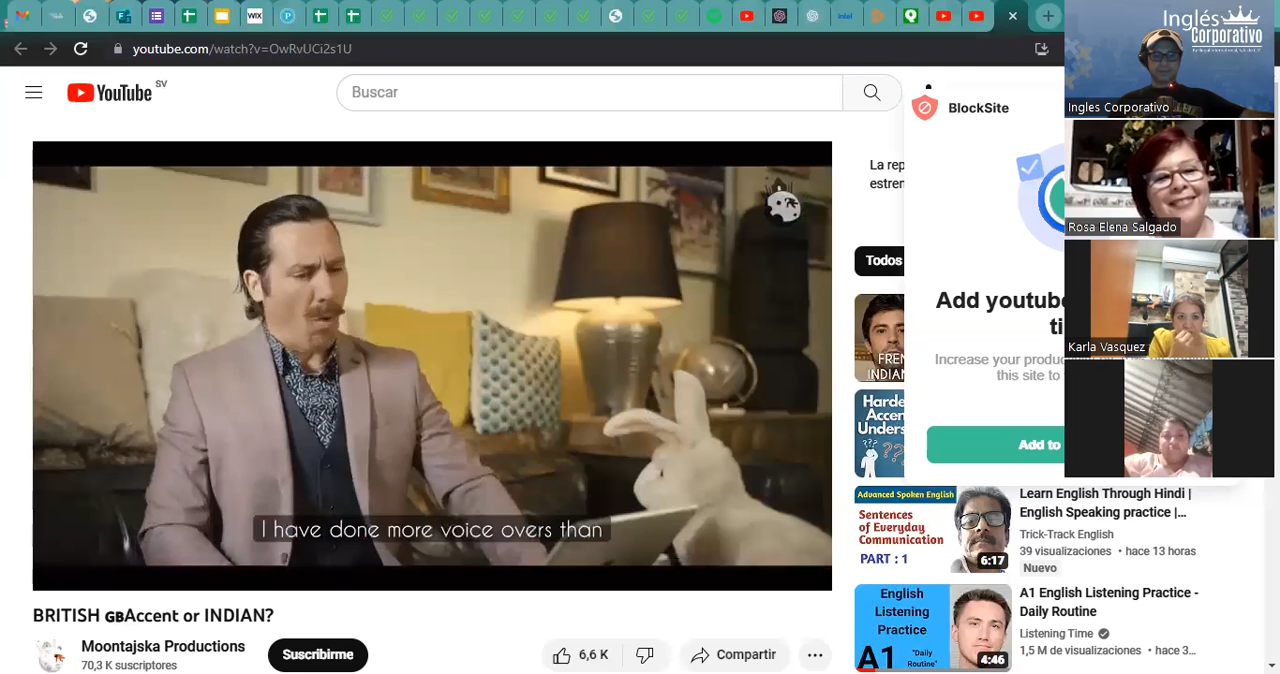 WIX
intel
youtube.com/watch?v=OwRvUCi2s1U
YouTube SV
Buscar
BlockSite
La rep
estren
Todos
Add youtube
ti
Increase your produc
this site to
Add to
I have done more voice overs than
BRITISH GB Accent or INDIAN?
Moontajska Productions
70,3 K suscriptores
Suscribirme
6,6 K
Compartir
FREN
INDIAN
Harde
Accen
Unders
???
Advanced Spoken English
SENTENCES
OF EVERYDAY
COMMUNICATION
PART : 1
6:17
Learn English Through Hindi |
English Speaking practice |...
Trick-Track English
39 visualizaciones • hace 13 horas
Nuevo
English
Listening
Practice
A1
"Daily
Routine"
4:46
A1 English Listening Practice -
Daily Routine
Listening Time
1,5 M de visualizaciones • hace 3...
Inglés
Corporativo
Ingles Corporativo
Rosa Elena Salgado
Karla Vasquez